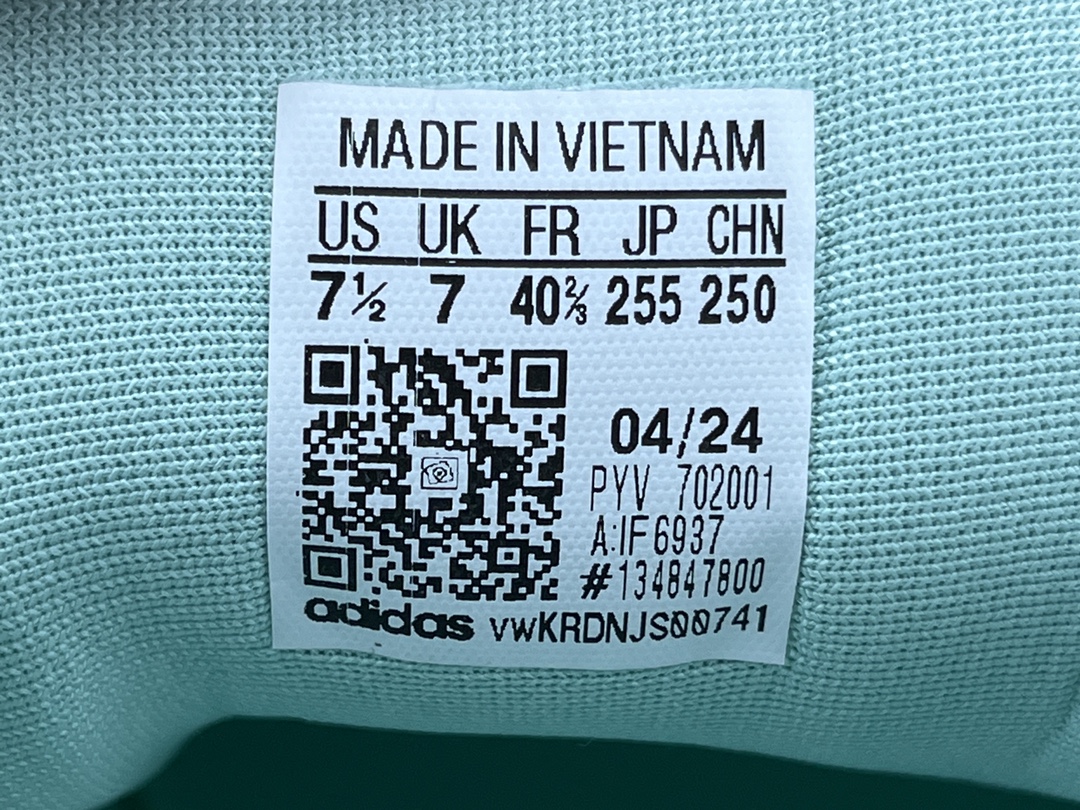 MADE IN VIETNAM
US UK FR JP CHN
7½ 7 40⅔ 255 250
04/24
PYV 702001
A:IF6937
#134847800
adidas vwKRDNJS00741